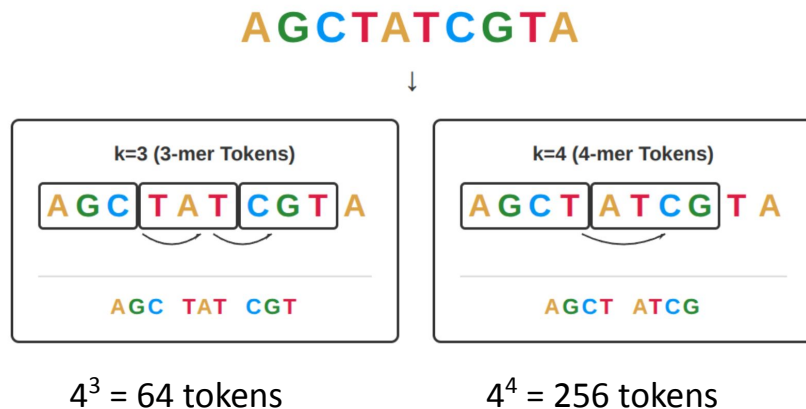 AGCTATCGTA
↓
k=3 (3-mer Tokens)
AGC TAT CGT A
AGC TAT CGT
4³ = 64 tokens
k=4 (4-mer Tokens)
AGCT ATCG TA
AGCT ATCG
4⁴ = 256 tokens